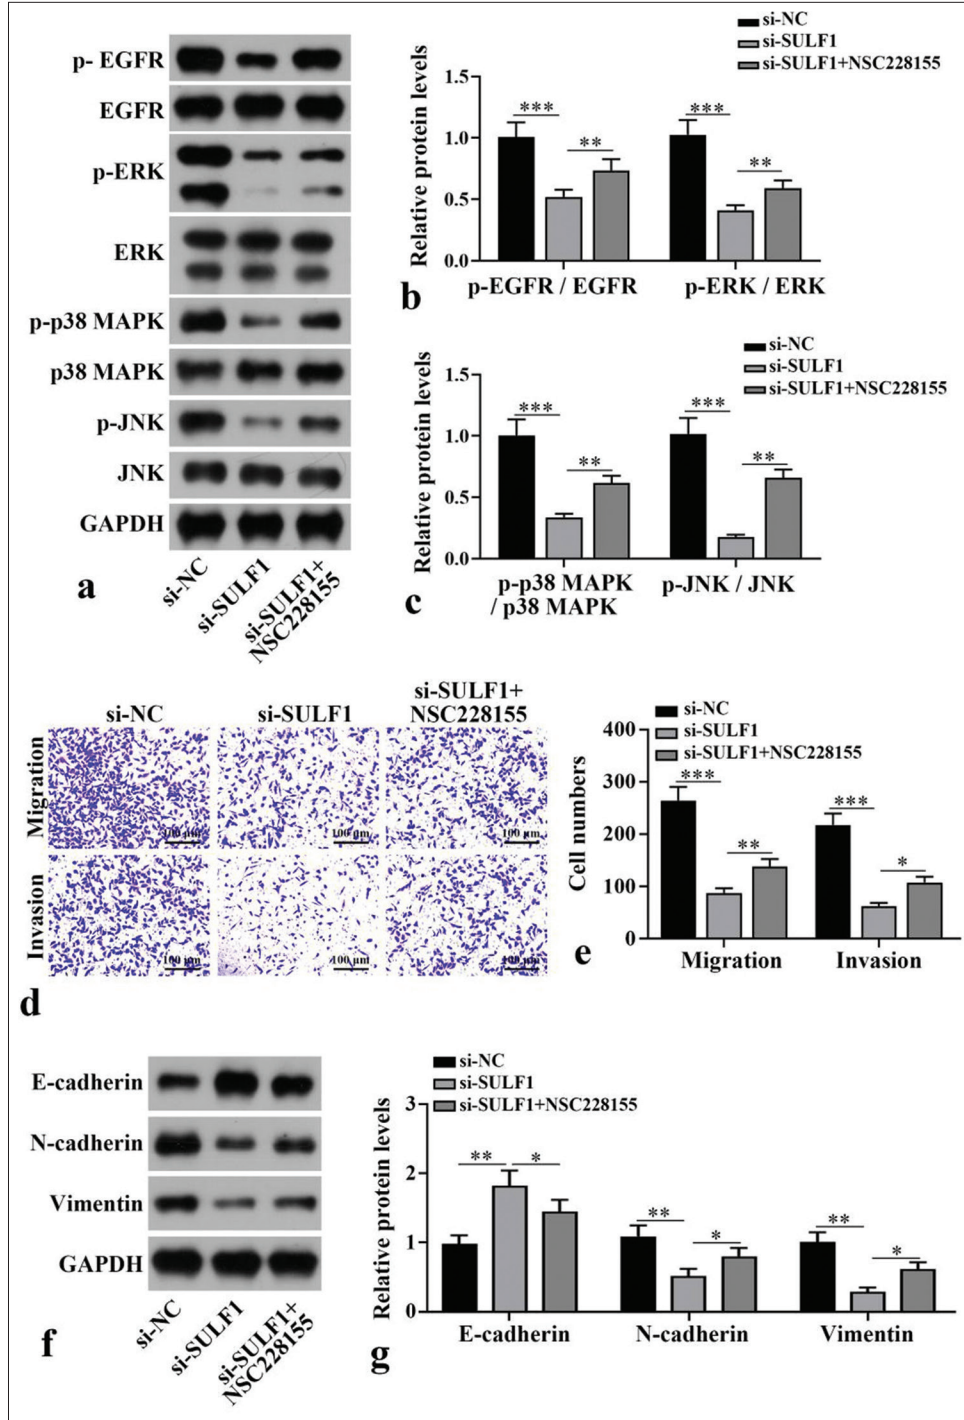 p- EGFR
EGFR
p-ERK
ERK
p-p38 MAPK
p38 MAPK
p-JNK
JNK
GAPDH
si-NC
si-SULF1
si-SULF1+
NSC228155
a
si-NC
si-SULF1
si-SULF1+NSC228155
Relative protein levels
1.5
1.0
0.5
0.0
***
**
***
**
p-EGFR / EGFR
p-ERK / ERK
b
si-NC
si-SULF1
si-SULF1+NSC228155
Relative protein levels
1.5
1.0
0.5
0.0
***
**
***
**
p-p38 MAPK
/ p38 MAPK
p-JNK / JNK
c
si-NC
si-SULF1
si-SULF1+
NSC228155
Migration
100 μm
100 μm
100 μm
Invasion
100 μm
100 μm
100 μm
d
si-NC
si-SULF1
si-SULF1+NSC228155
Cell numbers
400
300
200
100
0
***
**
***
*
Migration
Invasion
e
E-cadherin
N-cadherin
Vimentin
GAPDH
si-NC
si-SULF1
si-SULF1+
NSC228155
f
si-NC
si-SULF1
si-SULF1+NSC228155
Relative protein levels
3
2
1
0
**
*
**
*
**
*
E-cadherin
N-cadherin
Vimentin
g